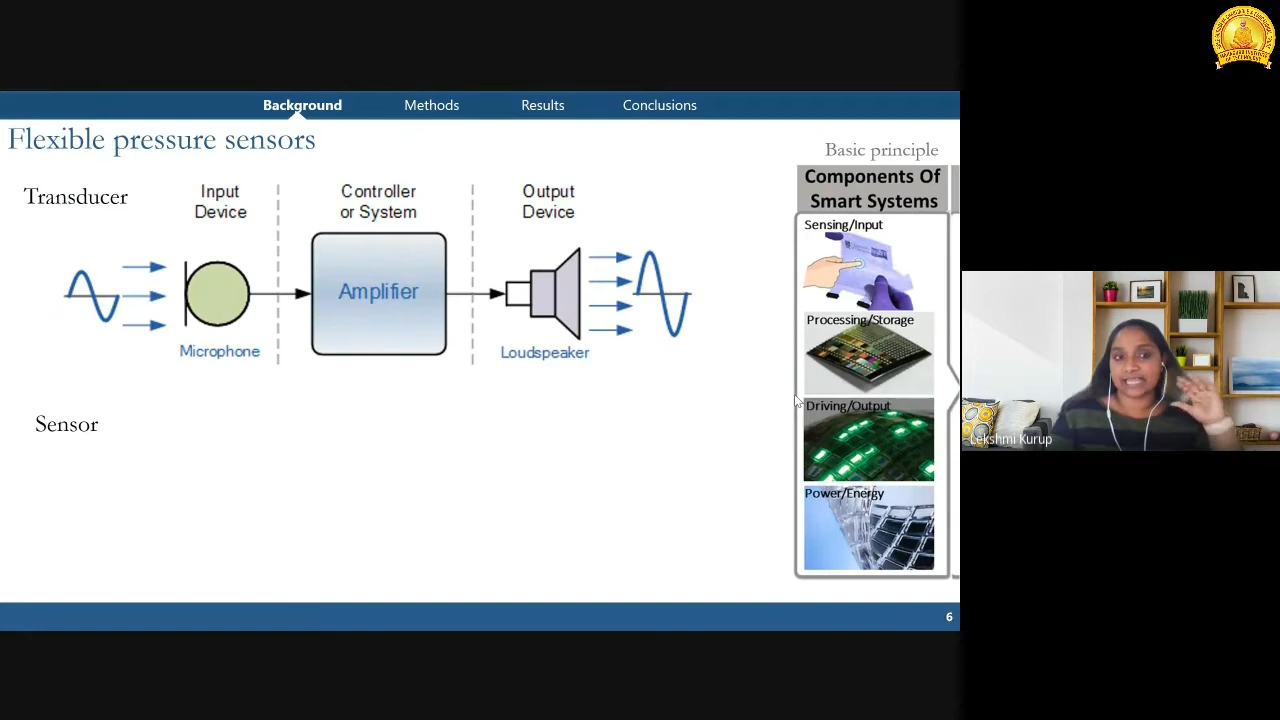 Background Methods Results Conclusions
Flexible pressure sensors
Basic principle
Transducer
Input
Device
Controller
or System
Output
Device
Amplifier
Microphone
Loudspeaker
Sensor
Components Of
Smart Systems
Sensing/Input
Processing/Storage
Driving/Output
Power/Energy
6
Lekshmi Kurup